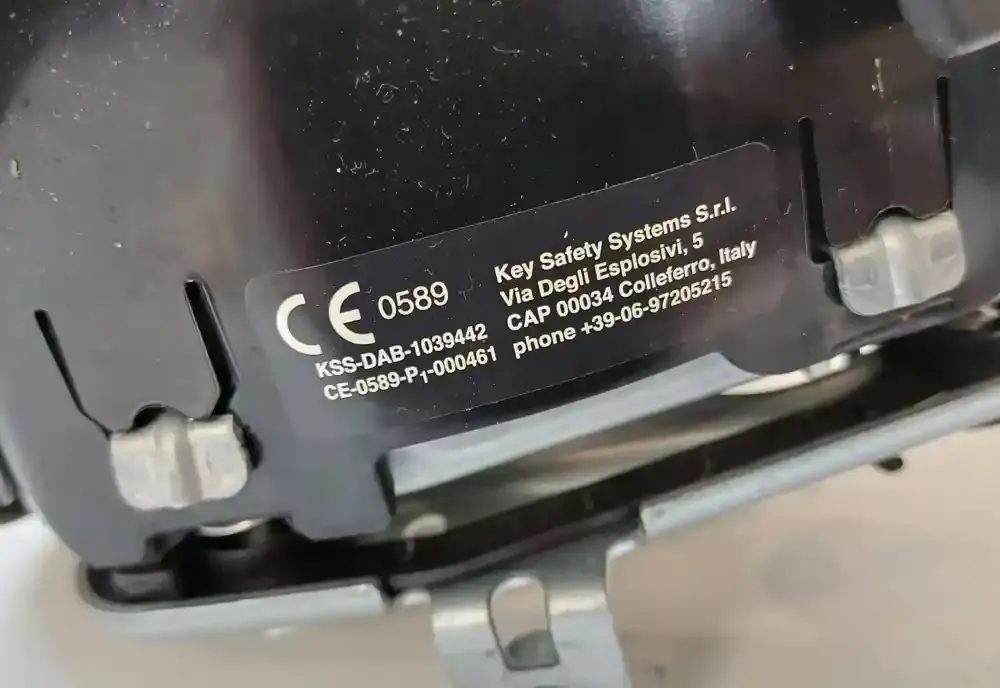 CE 0589
KSS-DAB-1039442
CE-0589-P1-000461
Key Safety Systems S.r.l.
Via Degli Esplosivi, 5
CAP 00034 Colleferro, Italy
phone +39-06-97205215